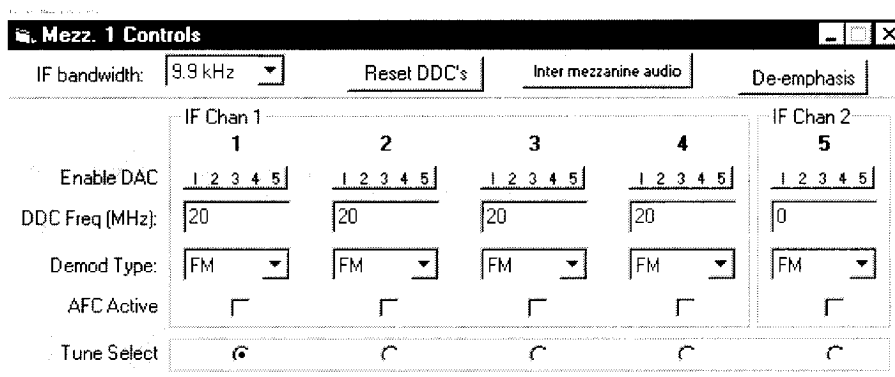 Mezz. 1 Controls
IF bandwidth: 9.9 kHz Reset DDC's Inter mezzanine audio De-emphasis
IF Chan 1 IF Chan 2
1 2 3 4 5
Enable DAC 1 2 3 4 5 1 2 3 4 5 1 2 3 4 5 1 2 3 4 5 1 2 3 4 5
DDC Freq (MHz): 20 20 20 20 0
Demod Type: FM FM FM FM FM
AFC Active
Tune Select